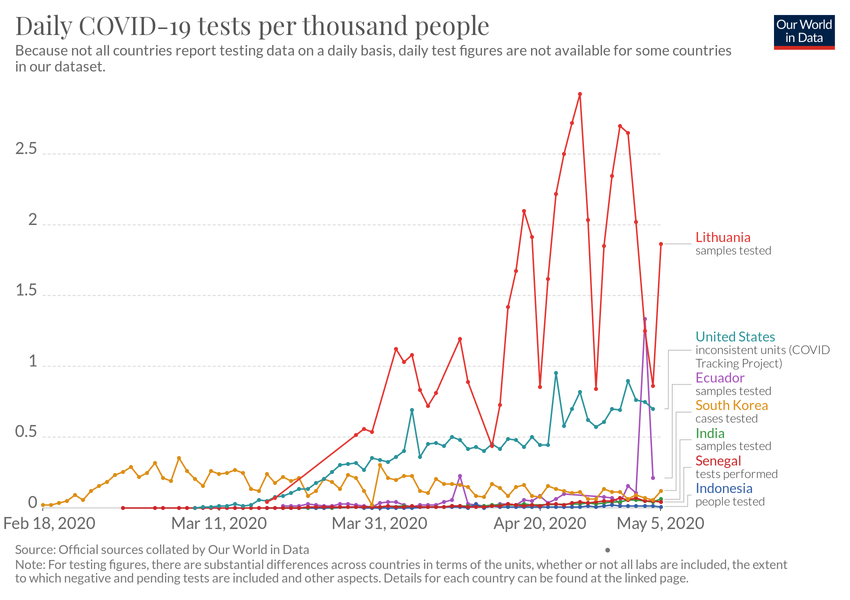 Daily COVID-19 tests per thousand people
Our World
in Data
Because not all countries report testing data on a daily basis, daily test figures are not available for some countries
in our dataset.
2.5
2
1.5
1
0.5
0
Lithuania
samples tested
United States
inconsistent units (COVID
Tracking Project)
Ecuador
samples tested
South Korea
cases tested
India
samples tested
Senegal
tests performed
Indonesia
people tested
Feb 18, 2020 Mar 11, 2020 Mar 31, 2020 Apr 20, 2020 May 5, 2020
Source: Official sources collated by Our World in Data
Note: For testing figures, there are substantial differences across countries in terms of the units, whether or not all labs are included, the extent
to which negative and pending tests are included and other aspects. Details for each country can be found at the linked page.